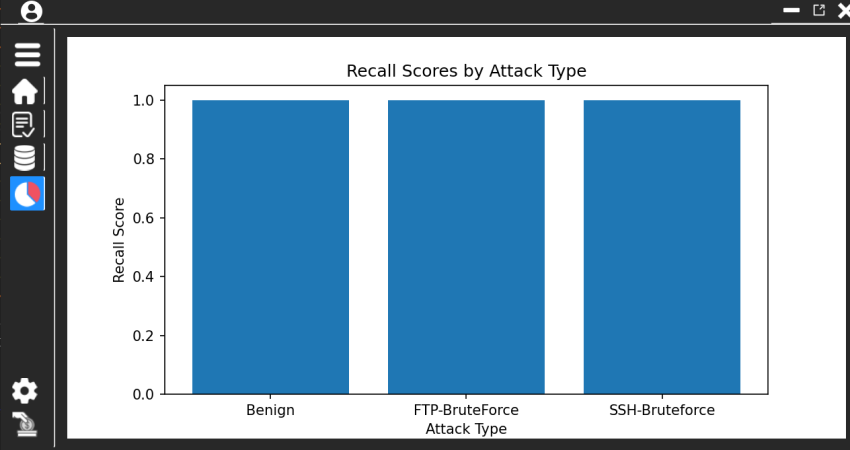 Recall Scores by Attack Type
1.0
0.8
0.6
0.4
0.2
0.0
Recall Score
Benign FTP-BruteForce SSH-Bruteforce
Attack Type